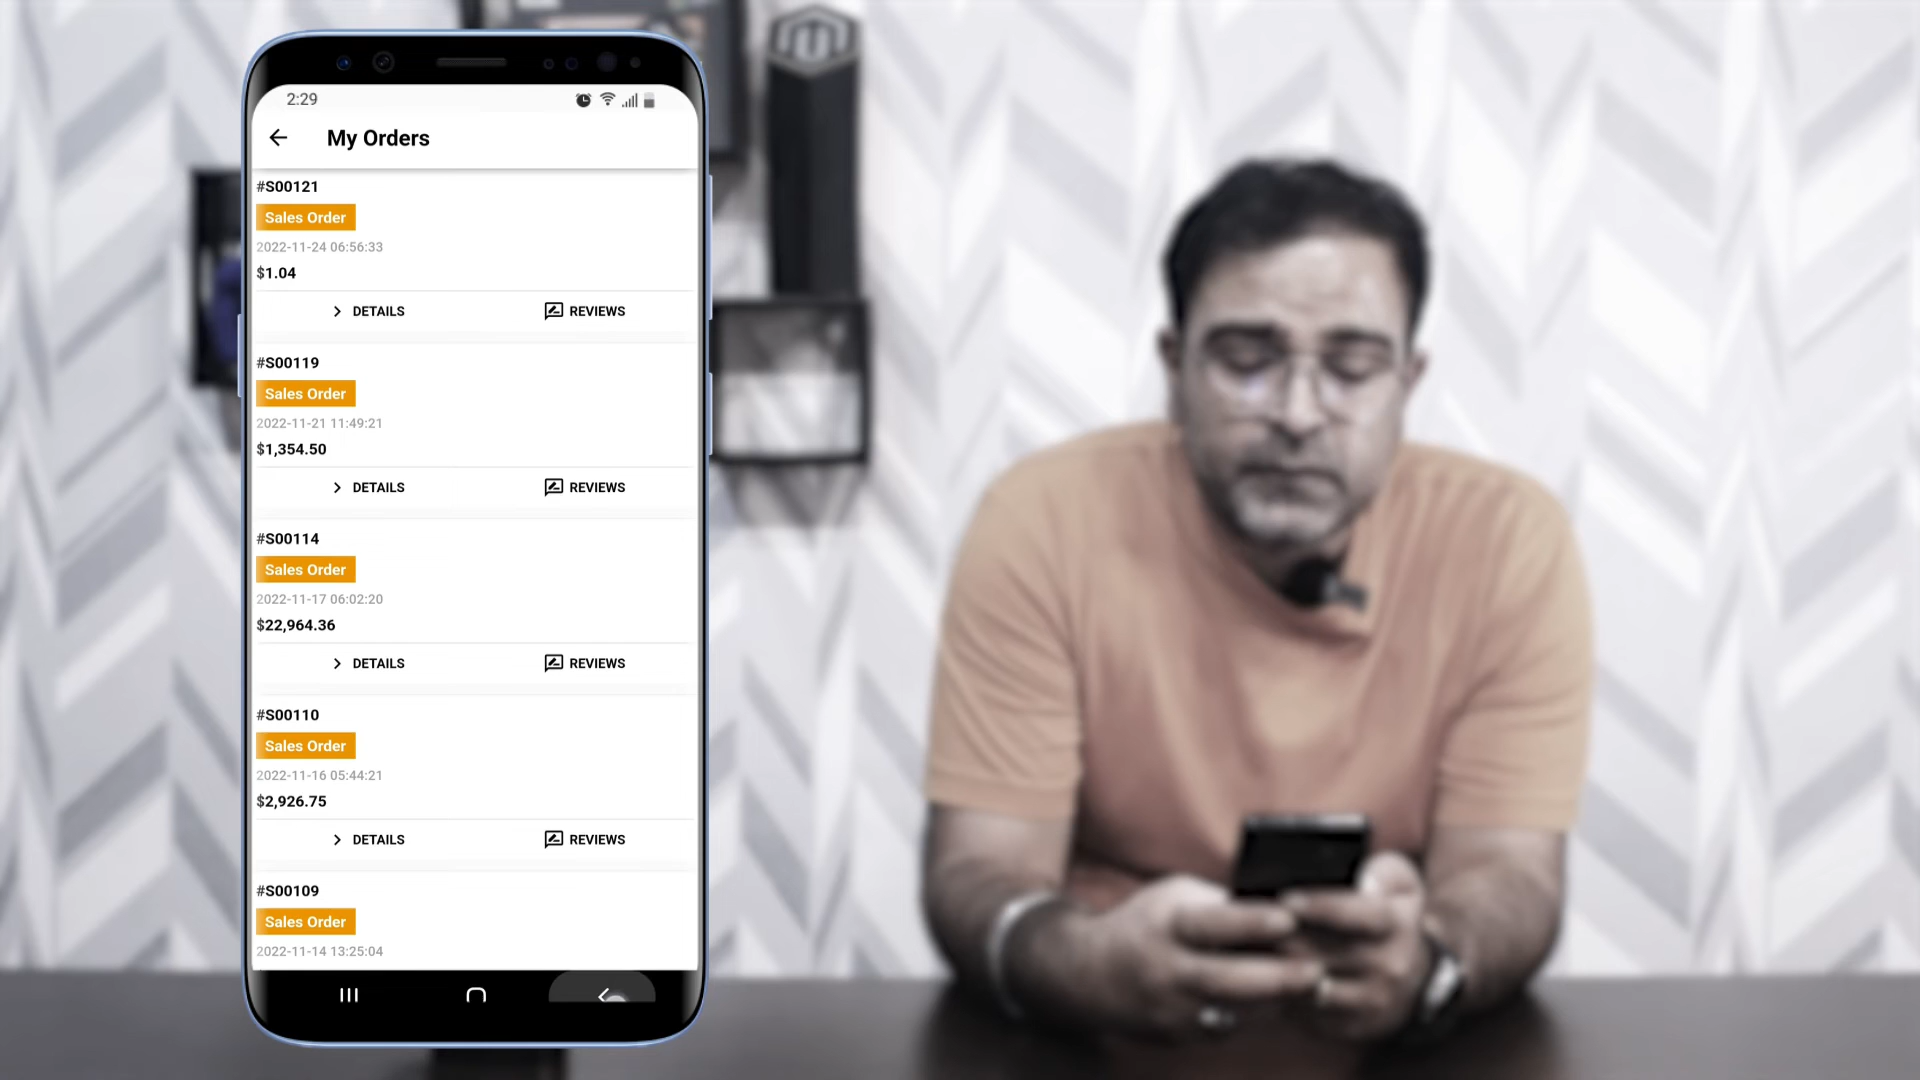 2:29
My Orders
#S00121
Sales Order
2022-11-24 06:56:33
$1.04
DETAILS REVIEWS
#S00119
Sales Order
2022-11-21 11:49:21
$1,354.50
DETAILS REVIEWS
#S00114
Sales Order
2022-11-17 06:02:20
$22,964.36
DETAILS REVIEWS
#S00110
Sales Order
2022-11-16 05:44:21
$2,926.75
DETAILS REVIEWS
#S00109
Sales Order
2022-11-14 13:25:04